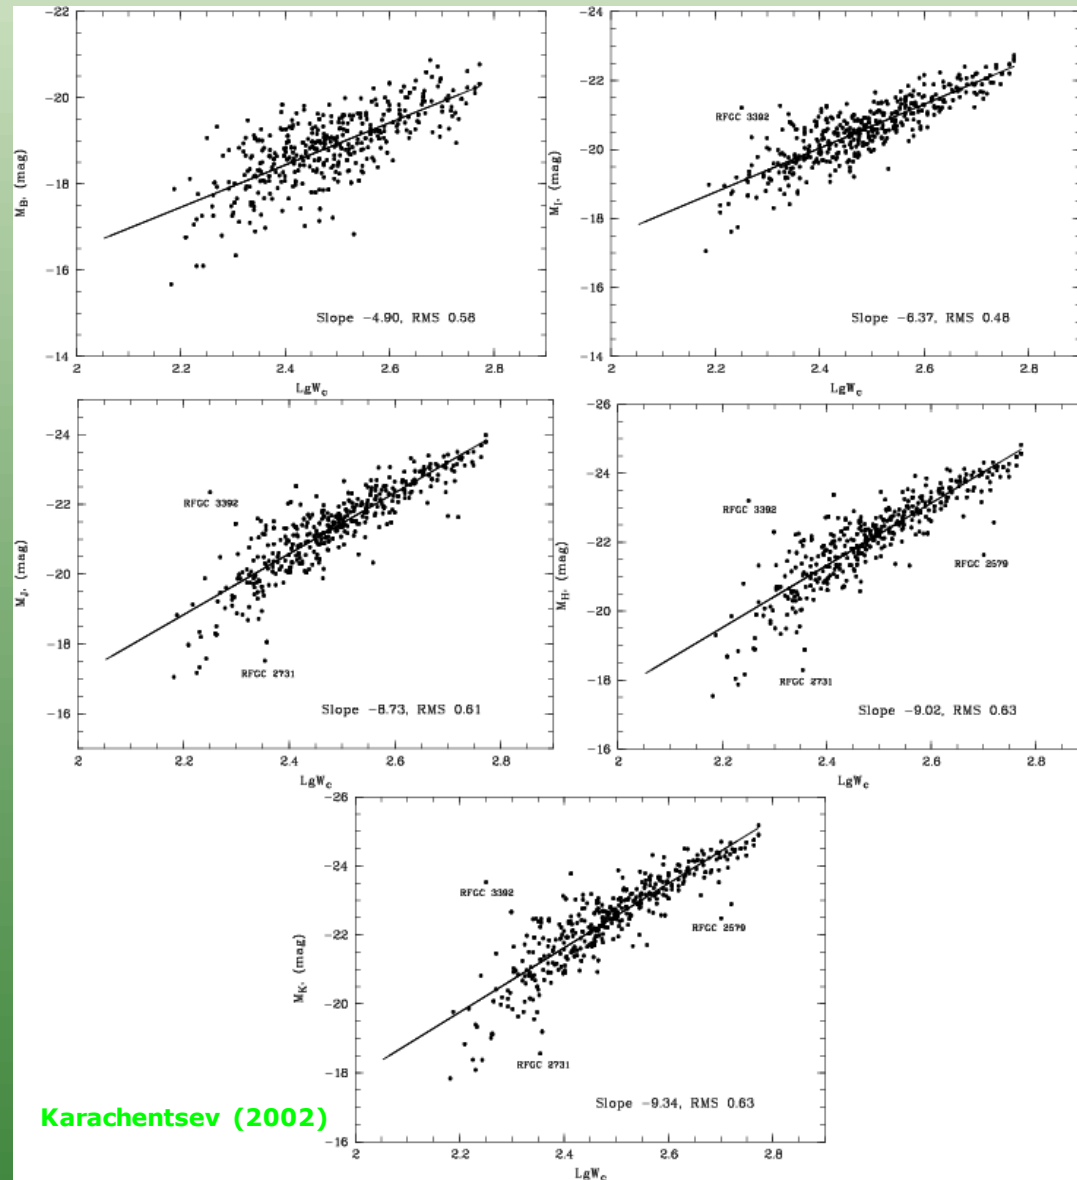 -22
-20
-18
-16
-14
M_B, (mag)
Slope -4.90, RMS 0.58
2 2.2 2.4 2.6 2.8
LgW_c
-24
-22
-20
-18
-16
-14
M_I, (mag)
RFGC 3392
Slope -6.37, RMS 0.48
2 2.2 2.4 2.6 2.8
LgW_c
-24
-22
-20
-18
-16
M_J, (mag)
RFGC 3392
RFGC 2731
Slope -8.73, RMS 0.61
2 2.2 2.4 2.6 2.8
LgW_c
-26
-24
-22
-20
-18
-16
M_H, (mag)
RFGC 3392
RFGC 2579
RFGC 2731
Slope -9.02, RMS 0.63
2 2.2 2.4 2.6 2.8
LgW_c
-26
-24
-22
-20
-18
-16
M_K, (mag)
RFGC 3392
RFGC 2579
RFGC 2731
Slope -9.34, RMS 0.63
2 2.2 2.4 2.6 2.8
LgW_c
Karachentsev (2002)